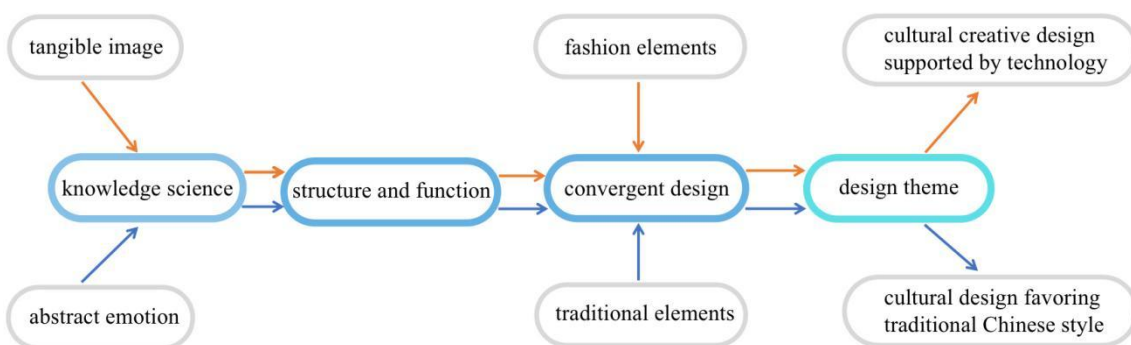 tangible image
fashion elements
cultural creative design
supported by technology
knowledge science
structure and function
convergent design
design theme
abstract emotion
traditional elements
cultural design favoring
traditional Chinese style